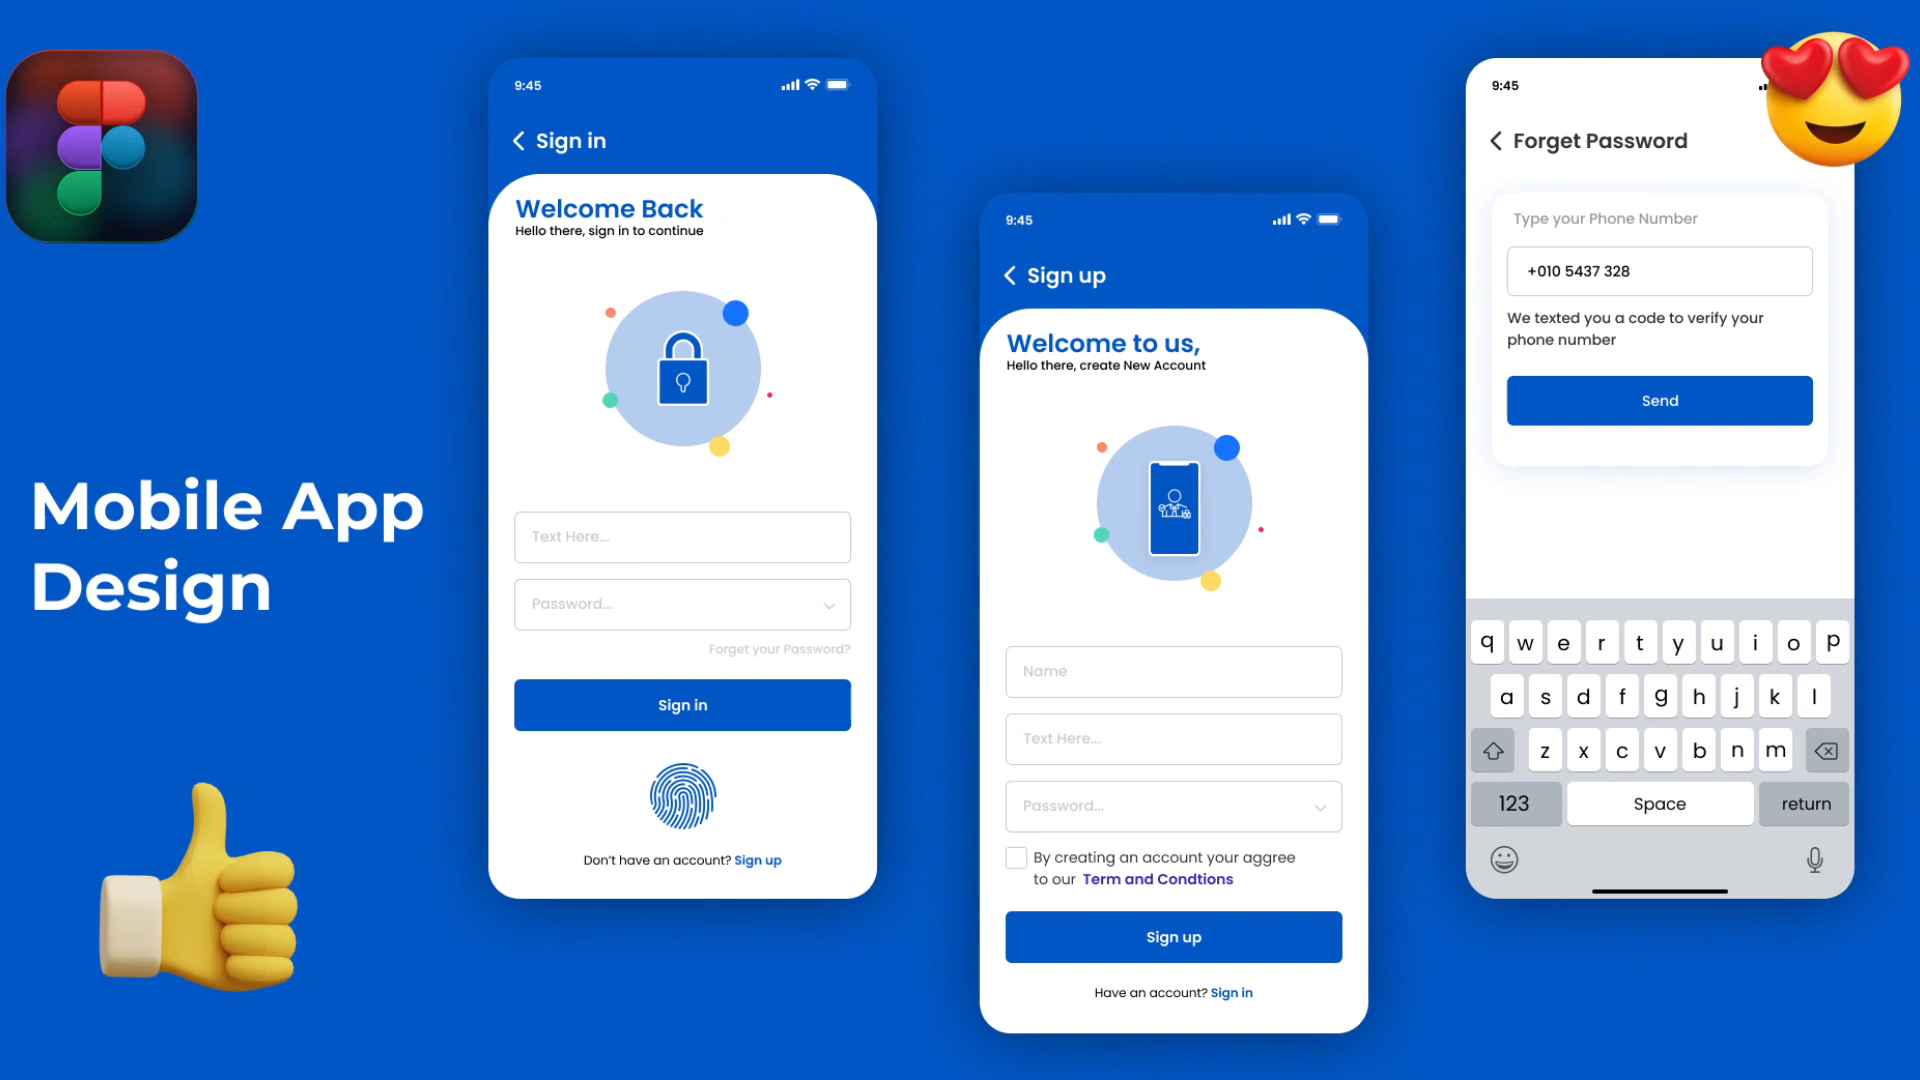 Mobile App
Design
9:45
Sign in
Welcome Back
Hello there, sign in to continue
Text Here...
Password...
Forget your Password?
Sign in
Don't have an account? Sign up
9:45
Sign up
Welcome to us,
Hello there, create New Account
Name
Text Here...
Password...
By creating an account your aggree
to our Term and Condtions
Sign up
Have an account? Sign in
9:45
Forget Password
Type your Phone Number
+010 5437 328
We texted you a code to verify your
phone number
Send
q w e r t y u i o p
a s d f g h j k l
z x c v b n m
123 Space return